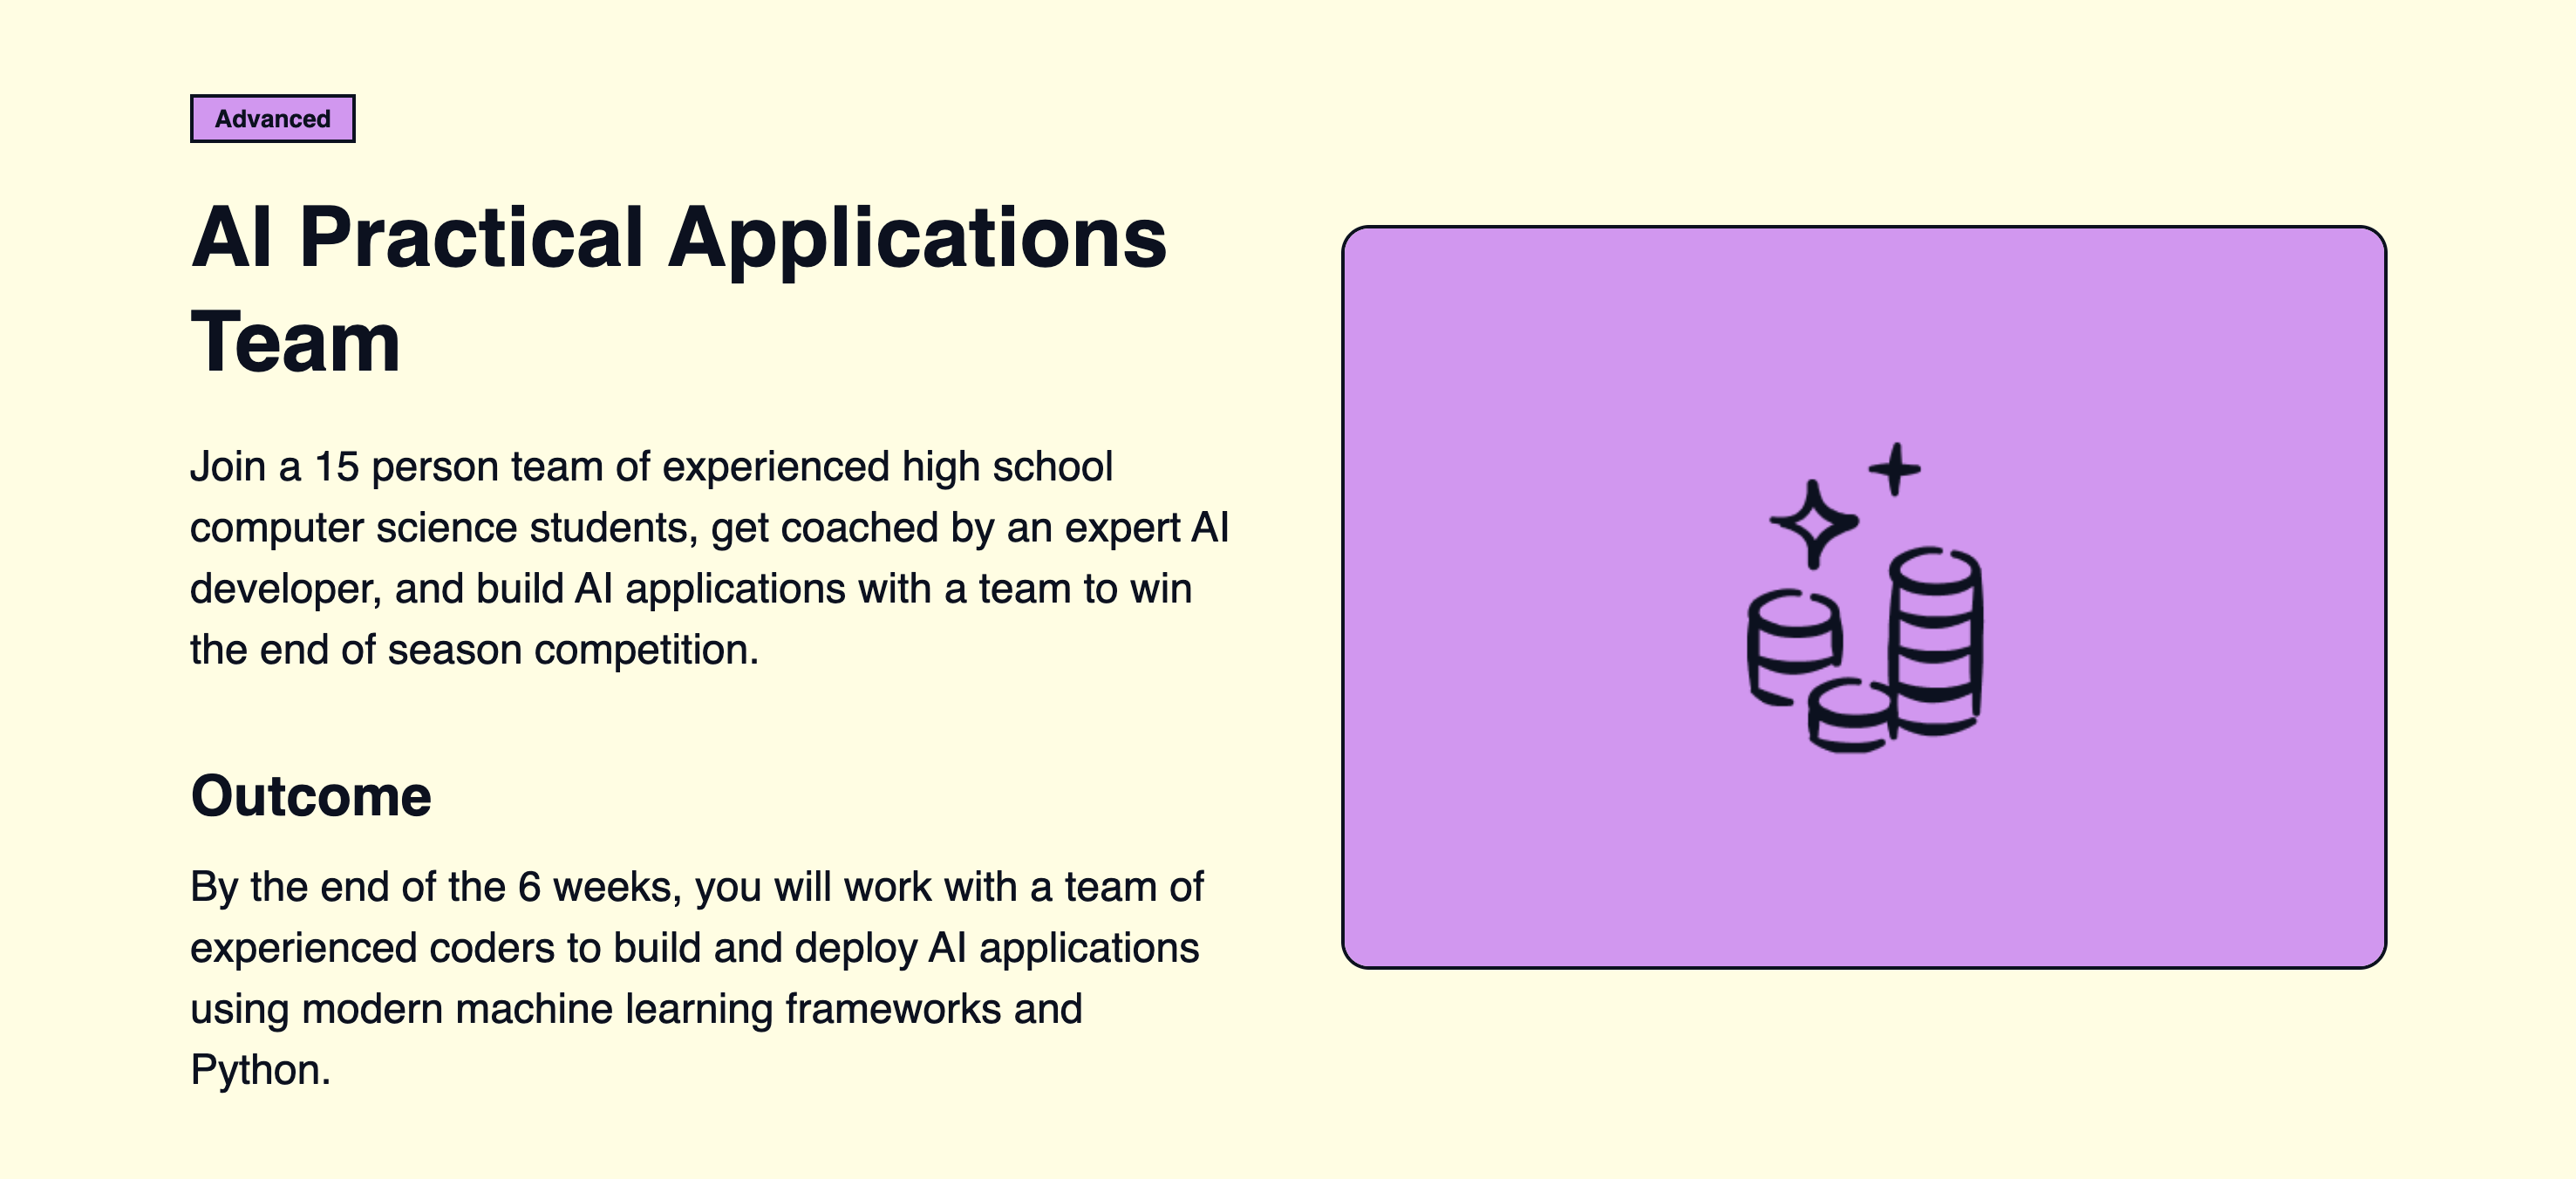 Advanced
AI Practical Applications
Team
Join a 15 person team of experienced high school
computer science students, get coached by an expert AI
developer, and build AI applications with a team to win
the end of season competition.
Outcome
By the end of the 6 weeks, you will work with a team of
experienced coders to build and deploy AI applications
using modern machine learning frameworks and
Python.